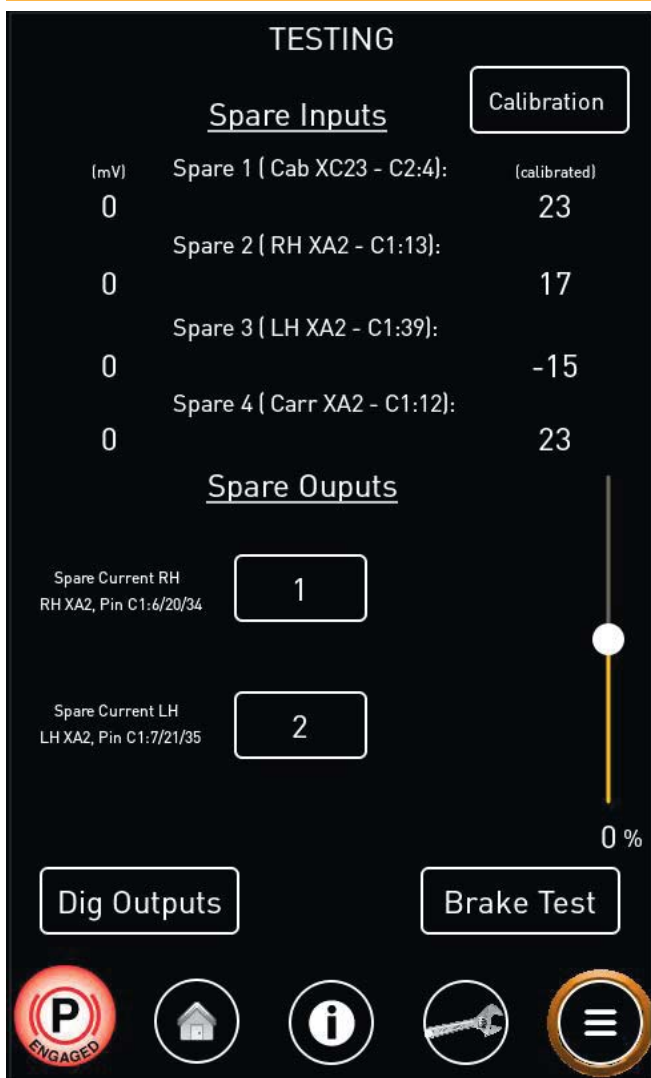 TESTING
Calibration
Spare Inputs
(mV) Spare 1 ( Cab XC23 - C2:4): (calibrated)
0 23
Spare 2 ( RH XA2 - C1:13):
0 17
Spare 3 ( LH XA2 - C1:39):
0 -15
Spare 4 ( Carr XA2 - C1:12):
0 23
Spare Ouputs
Spare Current RH
RH XA2, Pin C1:6/20/34
1
Spare Current LH
LH XA2, Pin C1:7/21/35
2
0 %
Dig Outputs Brake Test
(P)
ENGAGED
i